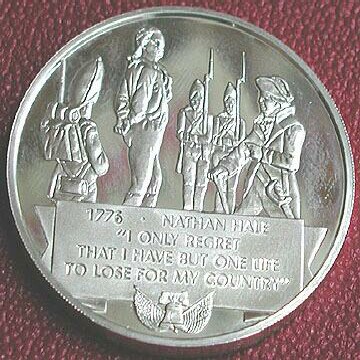 1776 · NATHAN HALE
"I ONLY REGRET
THAT I HAVE BUT ONE LIFE
TO LOSE FOR MY COUNTRY"